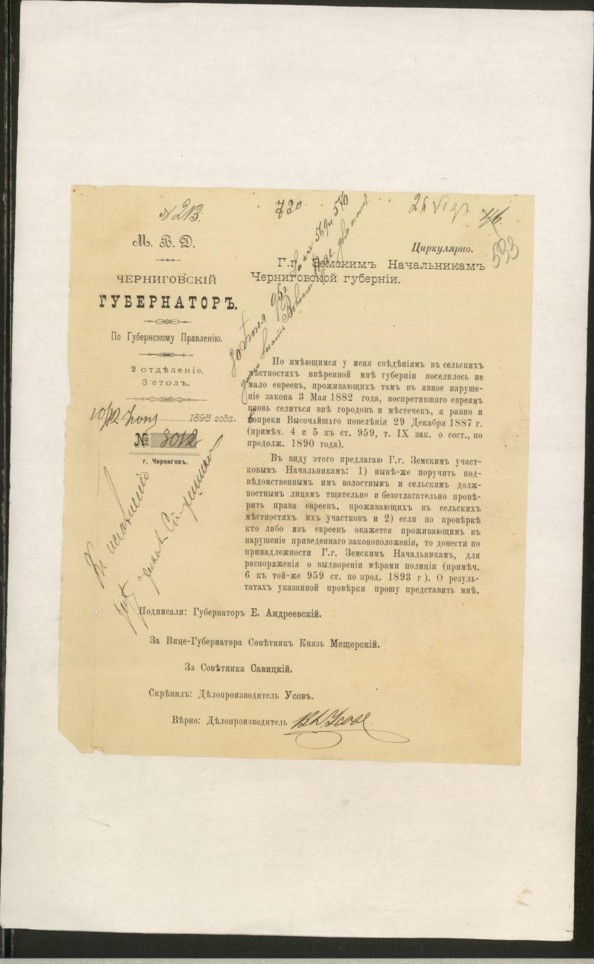 № 213.
720
Циркулярно.
533
М. В. Д.
ЧЕРНИГОВСКІЙ
ГУБЕРНАТОРЪ.
По Губернскому Правленію.
2 отдѣленіе,
3 столъ.
1895 года.
№ 3012
г. Черниговъ.
Г.г. Земскимъ Начальникамъ
Черниговской губерніи.
По имѣющимся у меня свѣдѣніямъ въ сельскихъ
мѣстностяхъ ввѣренной мнѣ губерніи поселилось не
мало евреевъ, проживающихъ тамъ въ явное наруше-
ніе закона 3 Мая 1882 года, воспретившаго евреямъ
вновь селиться внѣ городовъ и мѣстечекъ, а равно и
вопреки Высочайшаго повелѣнія 29 Декабря 1887 г.
(примѣч. 4 и 5 къ ст. 959, т. IX зак. о сост., по
продолж. 1890 года).
Въ виду этого предлагаю Г.г. Земскимъ участ-
ковымъ Начальникамъ: 1) нынѣ-же поручить под-
вѣдомственнымъ имъ волостнымъ и сельскимъ долж-
ностнымъ лицамъ тщательно и безотлагательно провѣ-
рить права евреевъ, проживающихъ въ сельскихъ
мѣстностяхъ ихъ участковъ и 2) если по провѣркѣ
кто либо изъ евреевъ окажется проживающимъ въ
нарушеніе приведеннаго законоположенія, то донести по
принадлежности Г.г. Земскимъ Начальникамъ, для
распоряженія о выдвореніи мѣрами полиціи (примѣч.
6 къ той-же 959 ст. по прод. 1893 г). О резуль-
татахъ указанной провѣрки прошу представить мнѣ.
Подписали: Губернаторъ Е. Андреевскій.
За Вице-Губернатора Совѣтникъ Князь Мещерскій.
За Совѣтника Савицкій.
Скрѣпилъ: Дѣлопроизводитель Усовъ.
Вѣрно: Дѣлопроизводитель